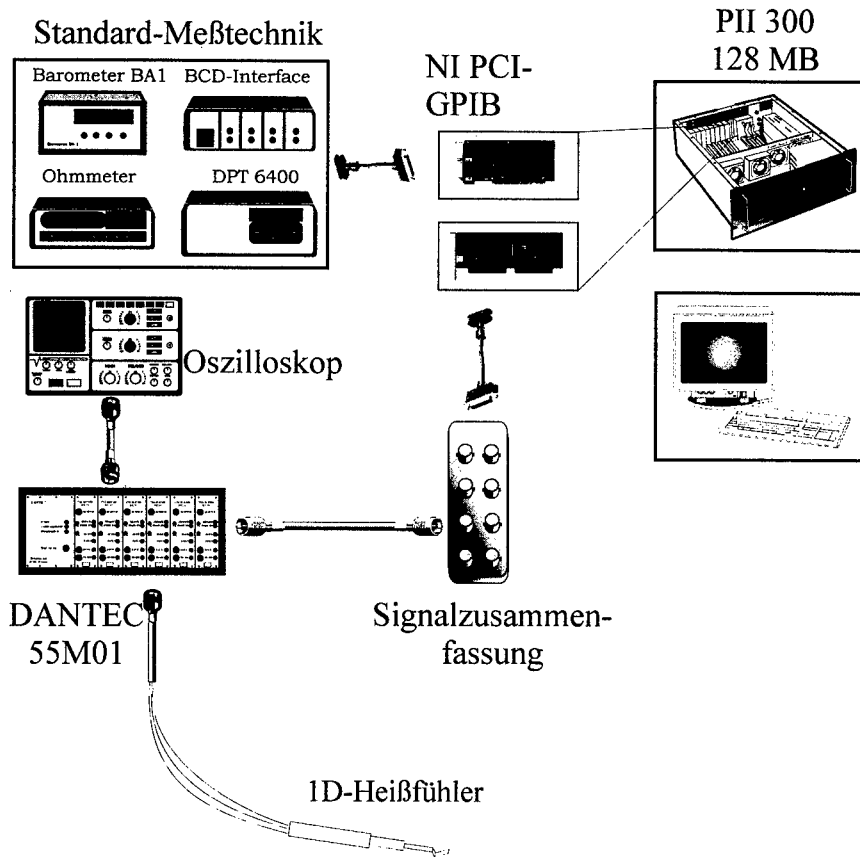 Standard-Meßtechnik
Barometer BA1
BCD-Interface
Ohmmeter
DPT 6400
NI PCI-
GPIB
PII 300
128 MB
Oszilloskop
DANTEC
55M01
Signalzusammen-
fassung
1D-Heißfühler